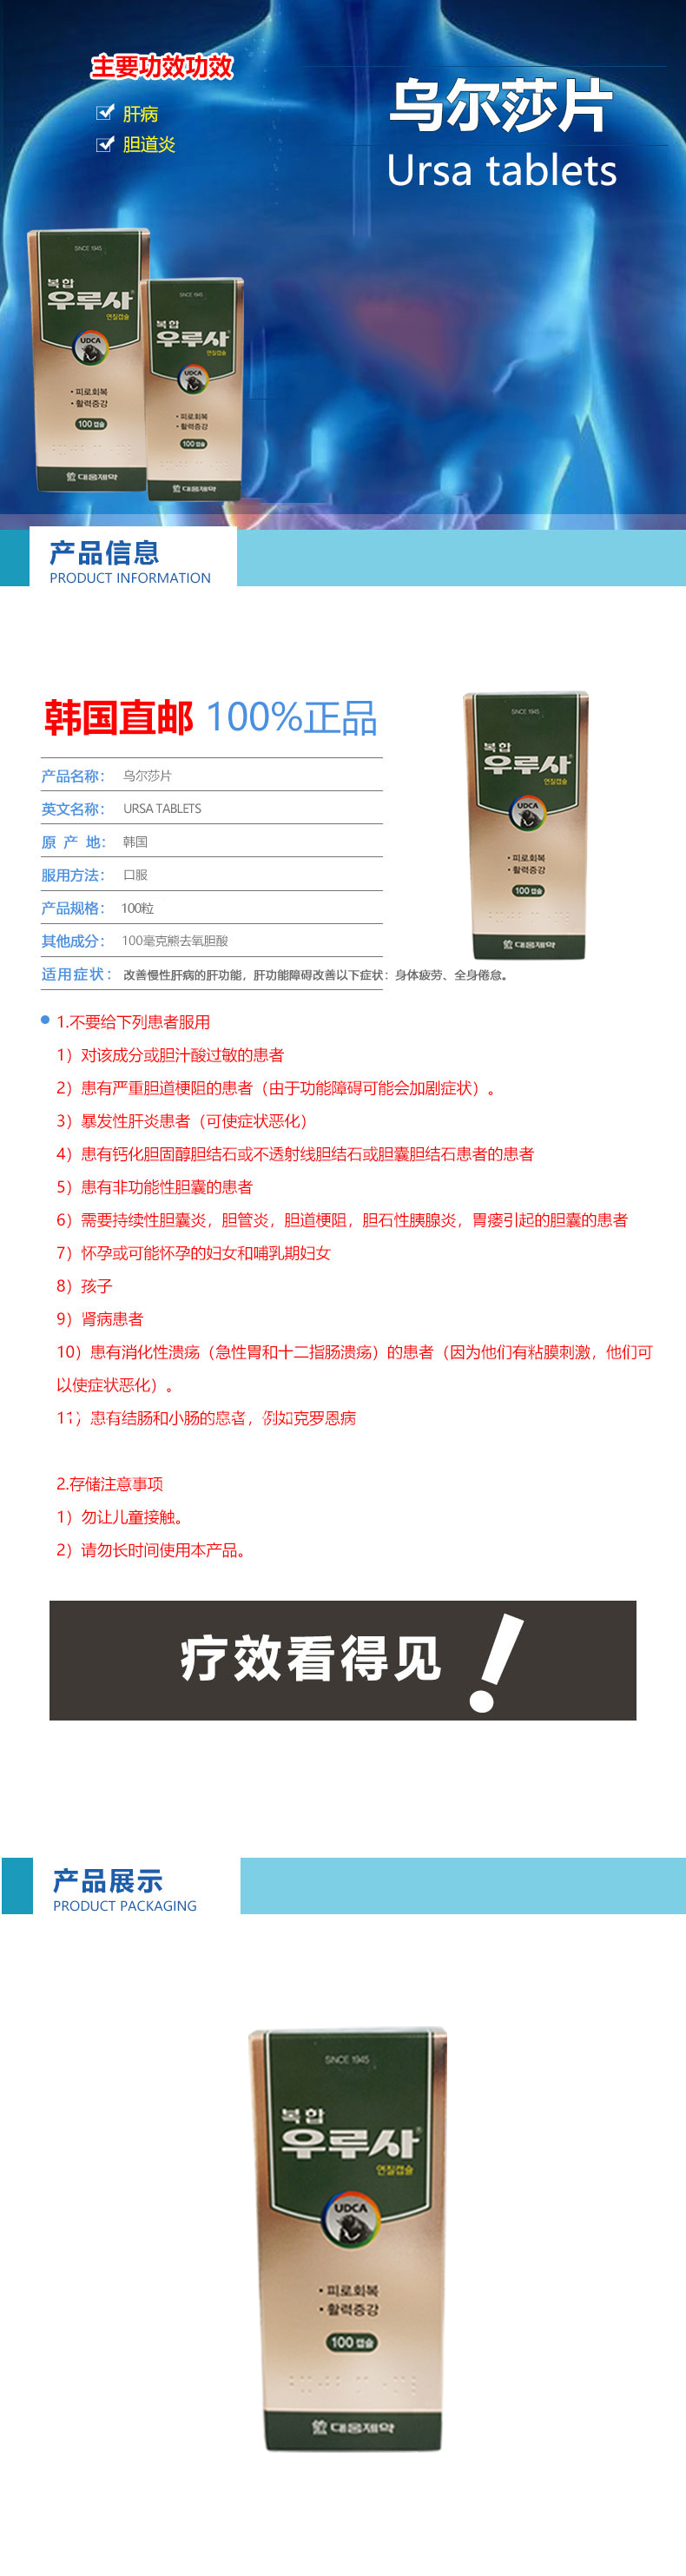 主要功效功效
肝病
胆道炎
乌尔莎片
Ursa tablets
SINCE 1945
복합
우루사
연질캡슐
UDCA
• 피로회복
• 활력증강
100 캡슐
대웅제약
SINCE 1945
복합
우루사
연질캡슐
UDCA
• 피로회복
• 활력증강
100 캡슐
대웅제약
产品信息
PRODUCT INFORMATION
韩国直邮 100%正品
产品名称： 乌尔莎片
英文名称： URSA TABLETS
原 产 地： 韩国
服用方法： 口服
产品规格： 100粒
其他成分： 100毫克熊去氧胆酸
适用症状： 改善慢性肝病的肝功能，肝功能障碍改善以下症状：身体疲劳、全身倦怠。
SINCE 1945
복합
우루사
연질캡슐
UDCA
• 피로회복
• 활력증강
100 캡슐
대웅제약
1.不要给下列患者服用
1）对该成分或胆汁酸过敏的患者
2）患有严重胆道梗阻的患者（由于功能障碍可能会加剧症状）。
3）暴发性肝炎患者（可使症状恶化）
4）患有钙化胆固醇胆结石或不透射线胆结石或胆囊胆结石患者的患者
5）患有非功能性胆囊的患者
6）需要持续性胆囊炎，胆管炎，胆道梗阻，胆石性胰腺炎，胃瘘引起的胆囊的患者
7）怀孕或可能怀孕的妇女和哺乳期妇女
8）孩子
9）肾病患者
10）患有消化性溃疡（急性胃和十二指肠溃疡）的患者（因为他们有粘膜刺激，他们可
以使症状恶化）。
11）患有结肠和小肠的患者，例如克罗恩病
2.存储注意事项
1）勿让儿童接触。
2）请勿长时间使用本产品。
疗效看得见！
产品展示
PRODUCT PACKAGING
SINCE 1945
복합
우루사
연질캡슐
UDCA
• 피로회복
• 활력증강
100 캡슐
대웅제약